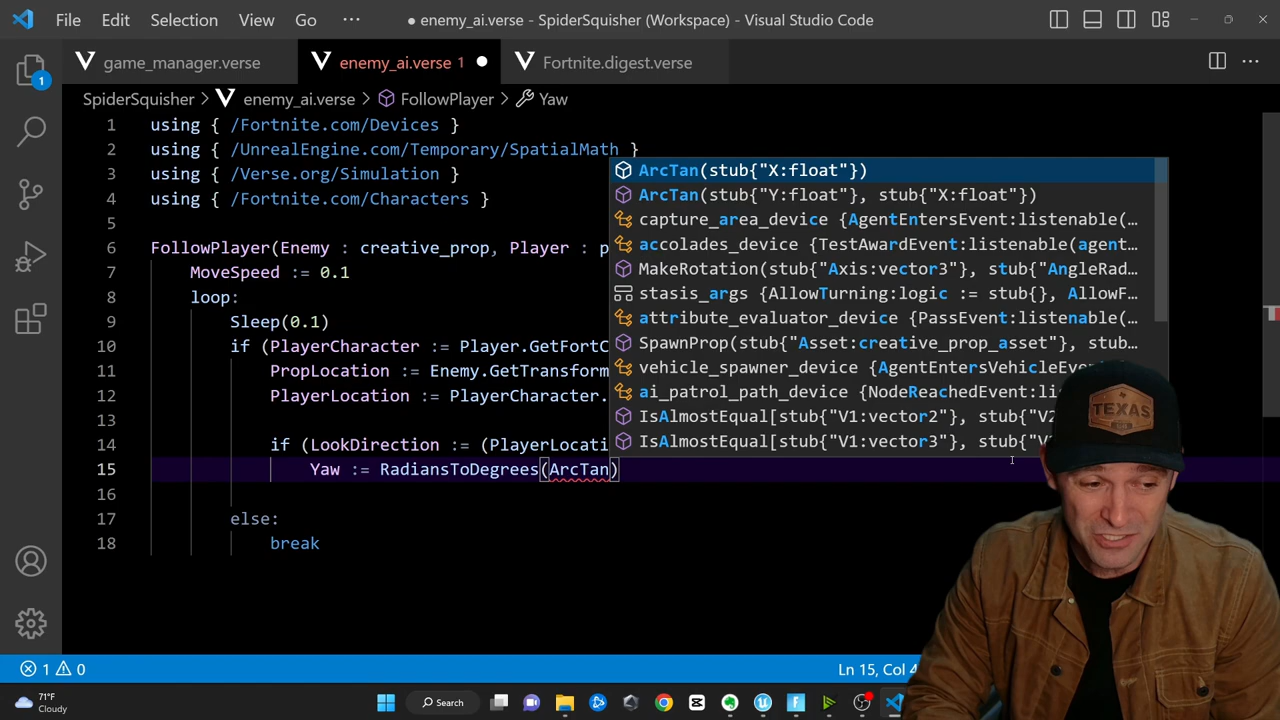 File Edit Selection View Go ··· ● enemy_ai.verse - SpiderSquisher (Workspace) - Visual Studio Code
game_manager.verse enemy_ai.verse 1 ● Fortnite.digest.verse
SpiderSquisher > enemy_ai.verse > FollowPlayer > Yaw
1 using { /Fortnite.com/Devices }
2 using { /UnrealEngine.com/Temporary/SpatialMath }
3 using { /Verse.org/Simulation }
4 using { /Fortnite.com/Characters }
5
6 FollowPlayer(Enemy : creative_prop, Player : p
7 MoveSpeed := 0.1
8 loop:
9 Sleep(0.1)
10 if (PlayerCharacter := Player.GetFortC
11 PropLocation := Enemy.GetTransform
12 PlayerLocation := PlayerCharacter.
13
14 if (LookDirection := (PlayerLocati
15 Yaw := RadiansToDegrees(ArcTan)
16
17 else:
18 break
ArcTan(stub{"X:float"})
ArcTan(stub{"Y:float"}, stub{"X:float"})
capture_area_device {AgentEntersEvent:listenable(…
accolades_device {TestAwardEvent:listenable(agent…
MakeRotation(stub{"Axis:vector3"}, stub{"AngleRad…
stasis_args {AllowTurning:logic := stub{}, AllowF…
attribute_evaluator_device {PassEvent:listenable(…
SpawnProp(stub{"Asset:creative_prop_asset"}, stub…
vehicle_spawner_device {AgentEntersVehicleEve
ai_patrol_path_device {NodeReachedEvent:li
IsAlmostEqual[stub{"V1:vector2"}, stub{"V2
IsAlmostEqual[stub{"V1:vector3"}, stub{"V
TEXAS
1
1 0 Ln 15, Col 4
71°F
Cloudy
Search